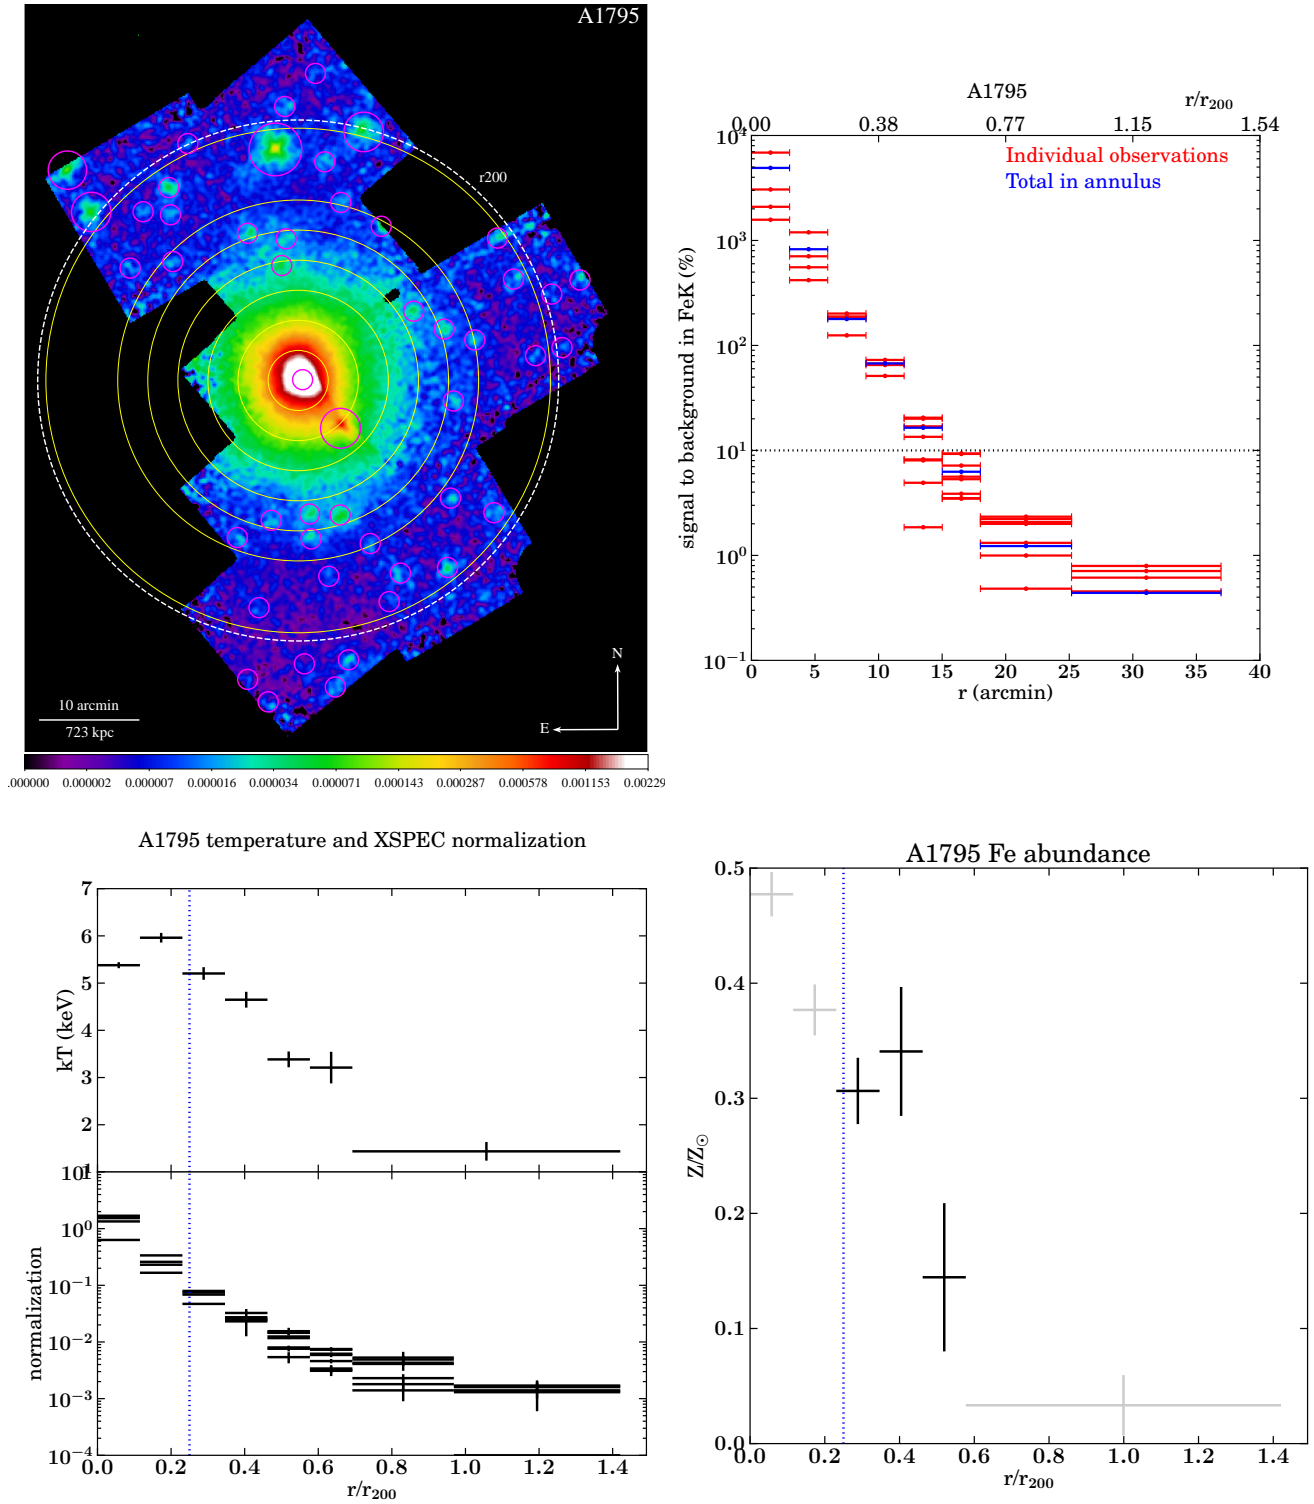 A1795
r200
N
E
10 arcmin
723 kpc
.000000 0.000002 0.000007 0.000016 0.000034 0.000071 0.000143 0.000287 0.000578 0.001153 0.00229
A1795
r/r200
0.00 0.38 0.77 1.15 1.54
Individual observations
Total in annulus
signal to background in FeK (%)
10^4
10^3
10^2
10^1
10^0
10^−1
0 5 10 15 20 25 30 35 40
r (arcmin)
A1795 temperature and XSPEC normalization
kT (keV)
7
6
5
4
3
2
1
normalization
10^1
10^0
10^−1
10^−2
10^−3
10^−4
0.0 0.2 0.4 0.6 0.8 1.0 1.2 1.4
r/r200
A1795 Fe abundance
Z/Z⊙
0.5
0.4
0.3
0.2
0.1
0.0
0.0 0.2 0.4 0.6 0.8 1.0 1.2 1.4
r/r200